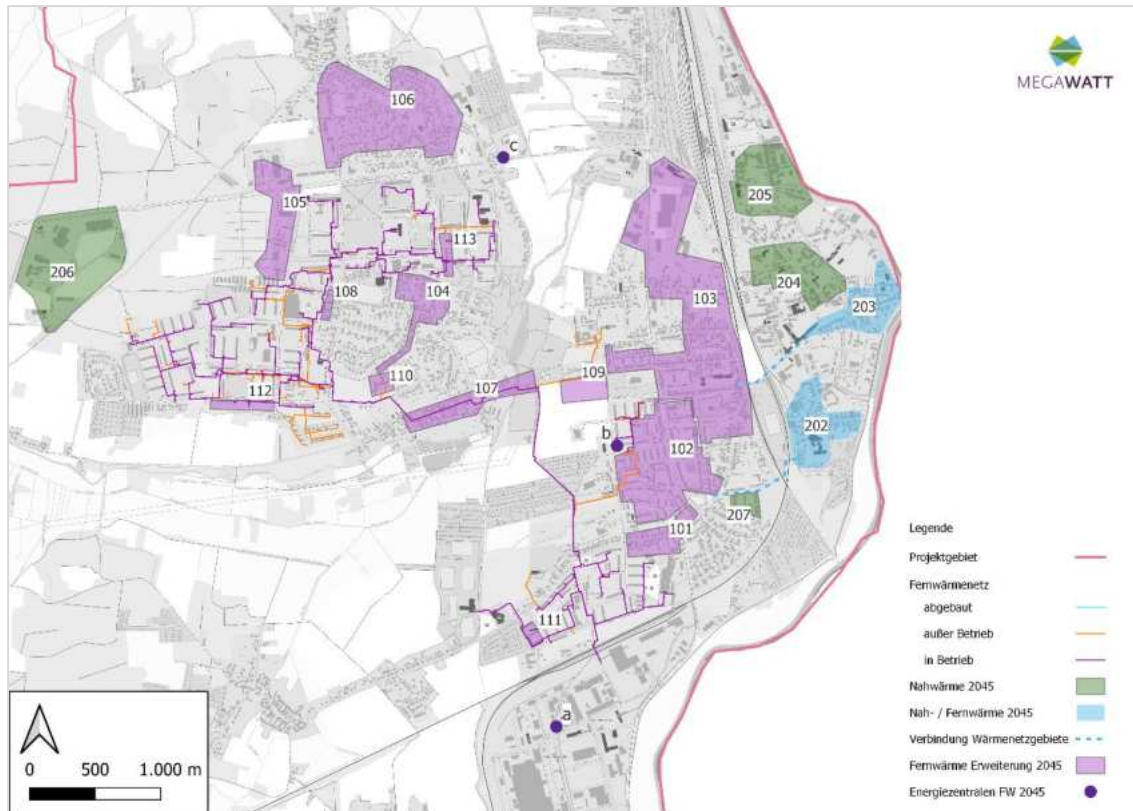 MEGAWATT
106
c
205
105
113
206
204
104
103
203
108
110
107
109
112
b
102
202
207
101
111
a
Legende
Projektgebiet
Fernwärmenetz
abgebaut
außer Betrieb
in Betrieb
Nahwärme 2045
Nah- / Fernwärme 2045
Verbindung Wärmenetzgebiete
Fernwärme Erweiterung 2045
Energiezentralen FW 2045
0 500 1.000 m